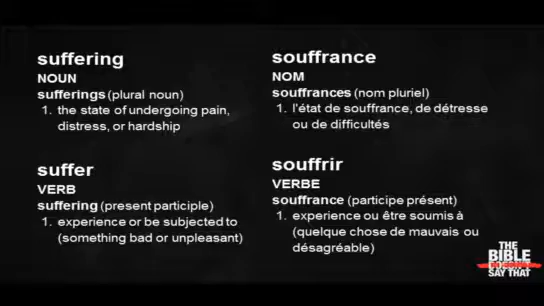 suffering
NOUN
sufferings (plural noun)
1. the state of undergoing pain,
distress, or hardship
suffer
VERB
suffering (present participle)
1. experience or be subjected to
(something bad or unpleasant)
souffrance
NOM
souffrances (nom pluriel)
1. l'état de souffrance, de détresse
ou de difficultés
souffrir
VERBE
souffrance (participe présent)
1. experience ou être soumis à
(quelque chose de mauvais ou
désagréable)
THE
BIBLE
SAY THAT